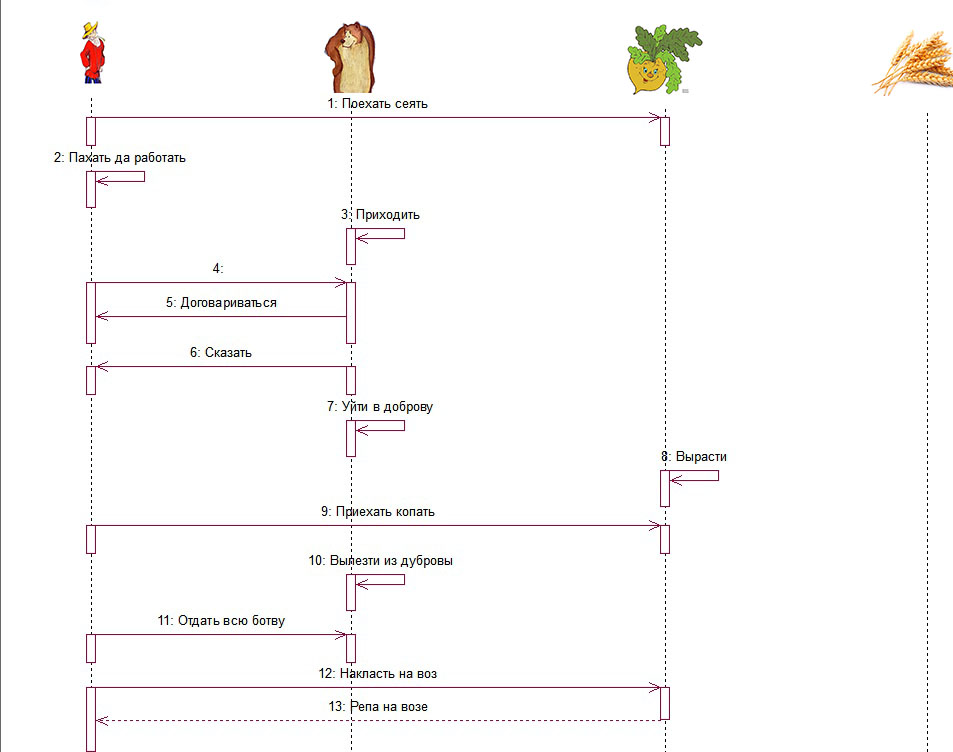 1: Поехать сеять
2: Пахать да работать
3: Приходить
4:
5: Договариваться
6: Сказать
7: Уйти в доброву
8: Вырасти
9: Приехать копать
10: Вылезти из дубровы
11: Отдать всю ботву
12: Накласть на воз
13: Репа на возе